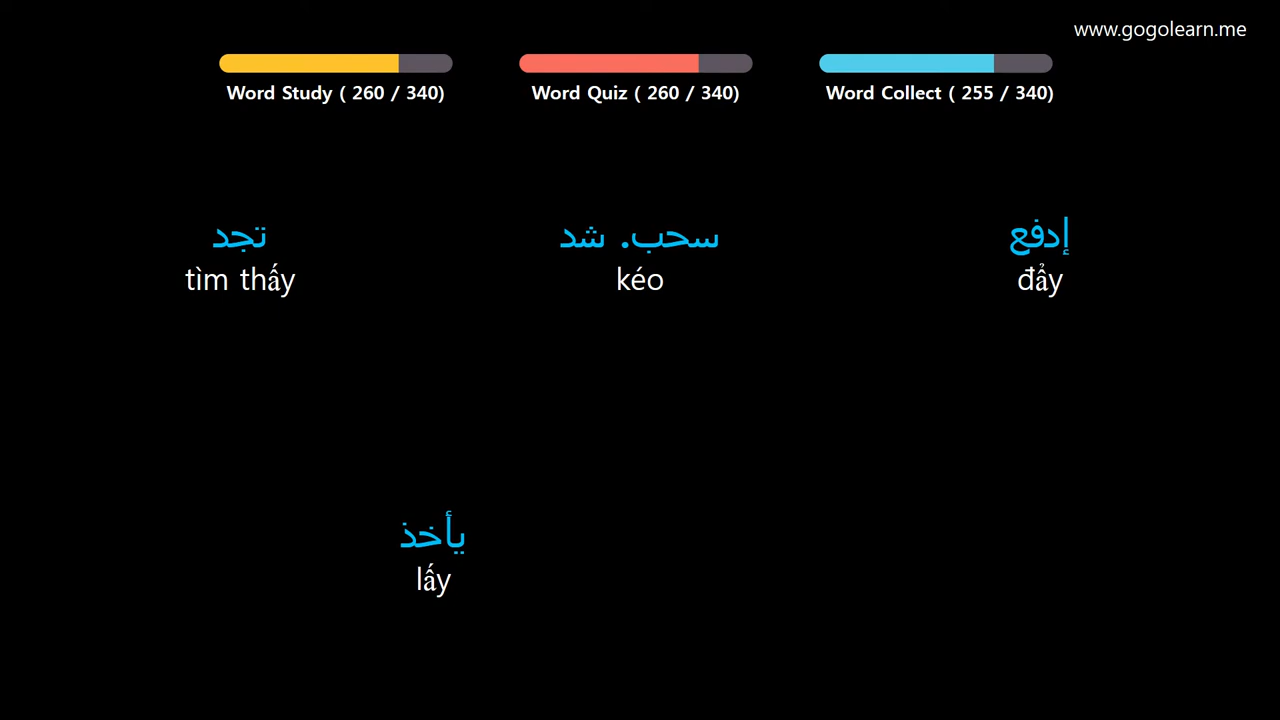 www.gogolearn.me
Word Study ( 260 / 340)
Word Quiz ( 260 / 340)
Word Collect ( 255 / 340)
تجد
tìm thấy
سحب. شد
kéo
إدفع
đẩy
يأخذ
lấy